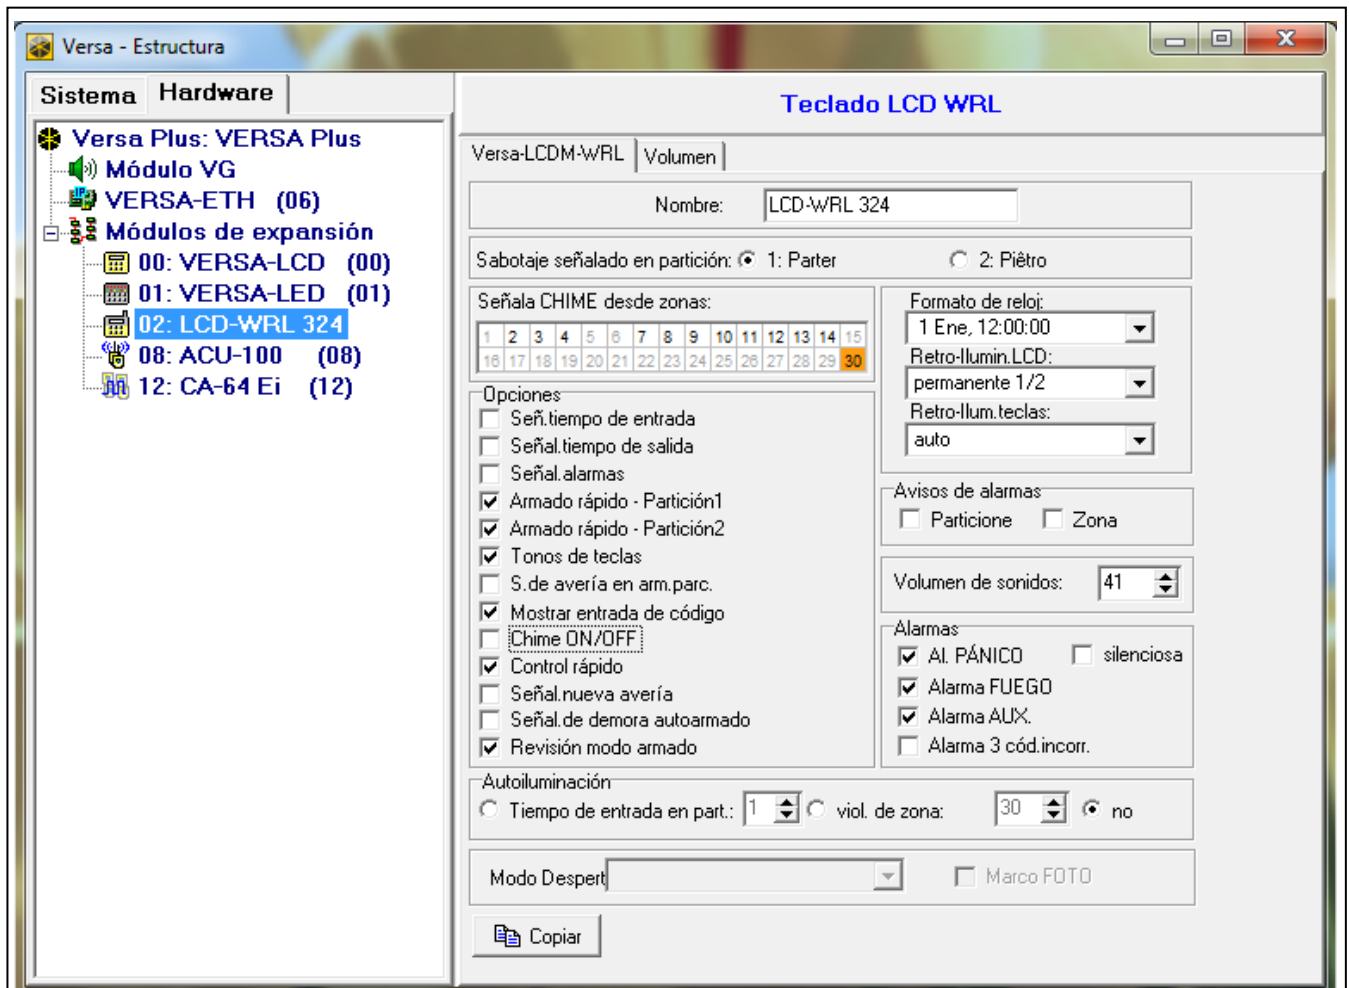 Versa - Estructura
Sistema Hardware
Versa Plus: VERSA Plus
Módulo VG
VERSA-ETH (06)
Módulos de expansión
00: VERSA-LCD (00)
01: VERSA-LED (01)
02: LCD-WRL 324
08: ACU-100 (08)
12: CA-64 Ei (12)
Teclado LCD WRL
Versa-LCDM-WRL Volumen
Nombre: LCD-WRL 324
Sabotaje señalado en partición: 1: Parter 2: Piêtro
Señala CHIME desde zonas:
1 2 3 4 5 6 7 8 9 10 11 12 13 14 15
16 17 18 19 20 21 22 23 24 25 26 27 28 29 30
Formato de reloj:
1 Ene, 12:00:00
Retro-Ilumin.LCD:
permanente 1/2
Retro-Ilum.teclas:
auto
Opciones
Señ.tiempo de entrada
Señal.tiempo de salida
Señal.alarmas
Armado rápido - Partición1
Armado rápido - Partición2
Tonos de teclas
S.de avería en arm.parc.
Mostrar entrada de código
Chime ON/OFF
Control rápido
Señal.nueva avería
Señal.de demora autoarmado
Revisión modo armado
Avisos de alarmas
Particione Zona
Volumen de sonidos: 41
Alarmas
Al. PÁNICO silenciosa
Alarma FUEGO
Alarma AUX.
Alarma 3 cód.incorr.
Autoiluminación
Tiempo de entrada en part.: 1 viol. de zona: 30 no
Modo Despert Marco FOTO
Copiar